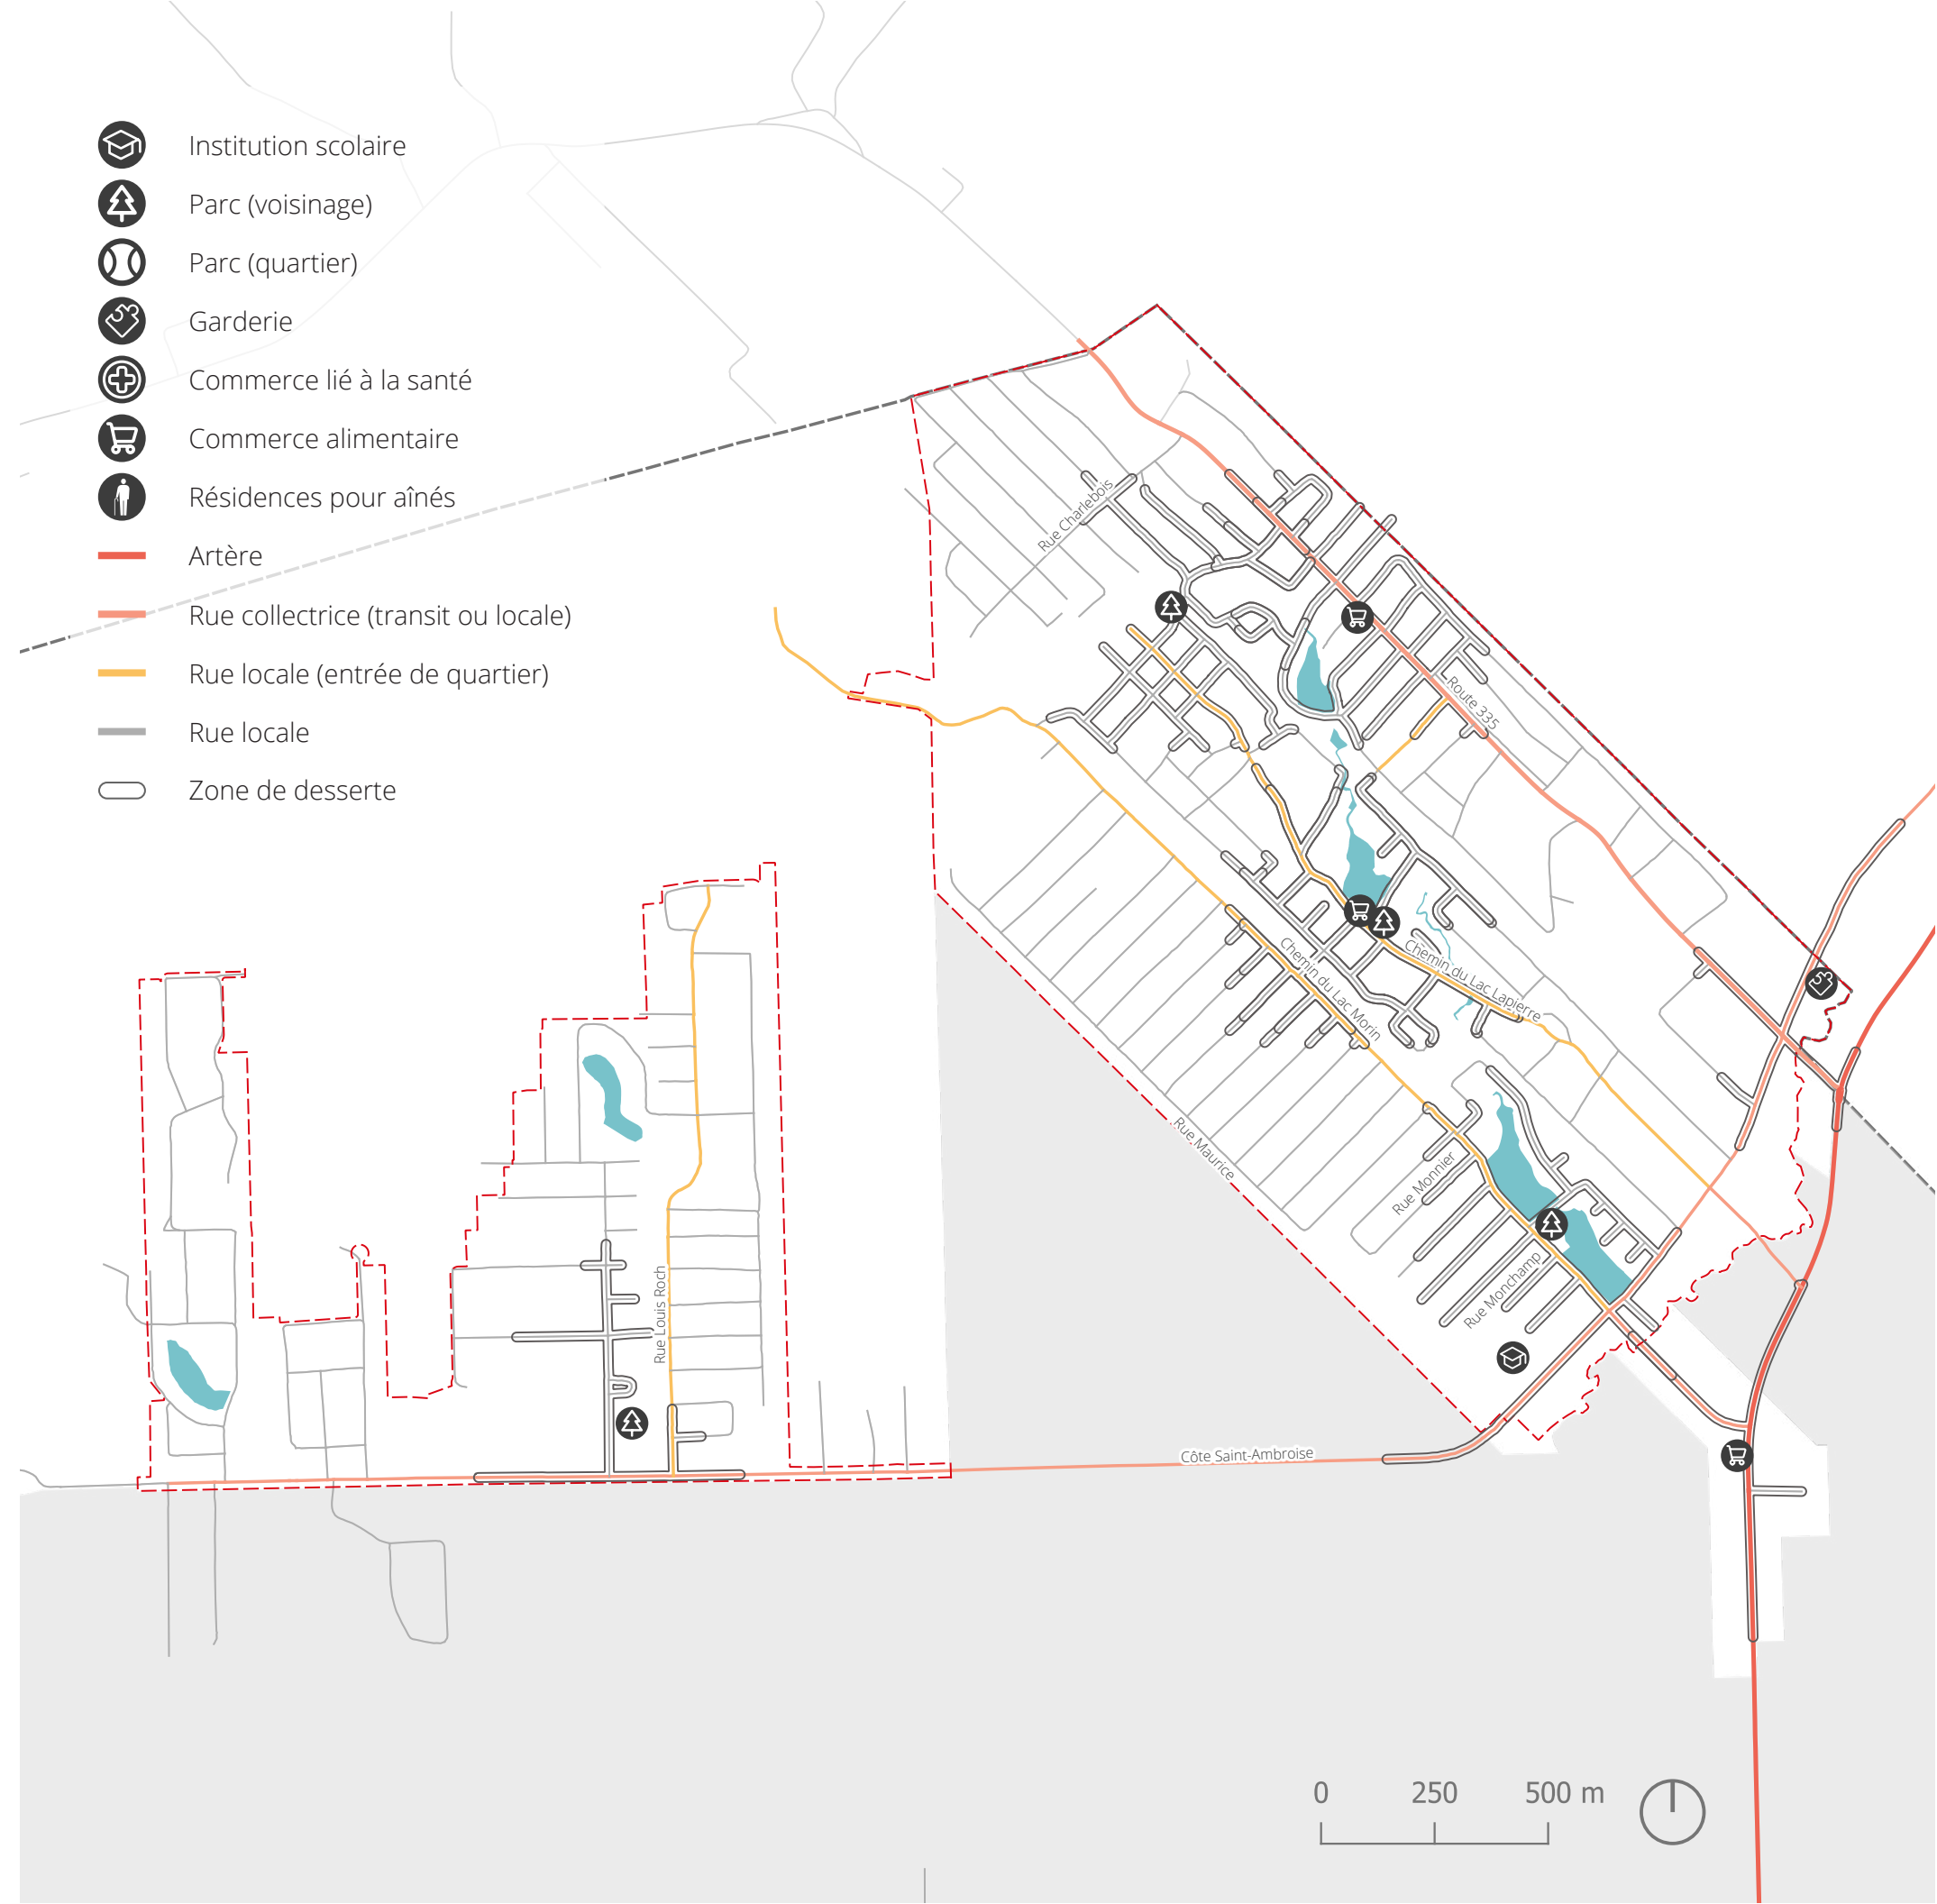 Institution scolaire
Parc (voisinage)
Parc (quartier)
Garderie
Commerce lié à la santé
Commerce alimentaire
Résidences pour aînés
Artère
Rue collectrice (transit ou locale)
Rue locale (entrée de quartier)
Rue locale
Zone de desserte
Rue Charlebois
Route 335
Chemin du Lac Lapierre
Chemin du Lac Morin
Rue Maurice
Rue Monnier
Rue Monchamp
Rue Louis Roch
Côte Saint-Ambroise
0 250 500 m